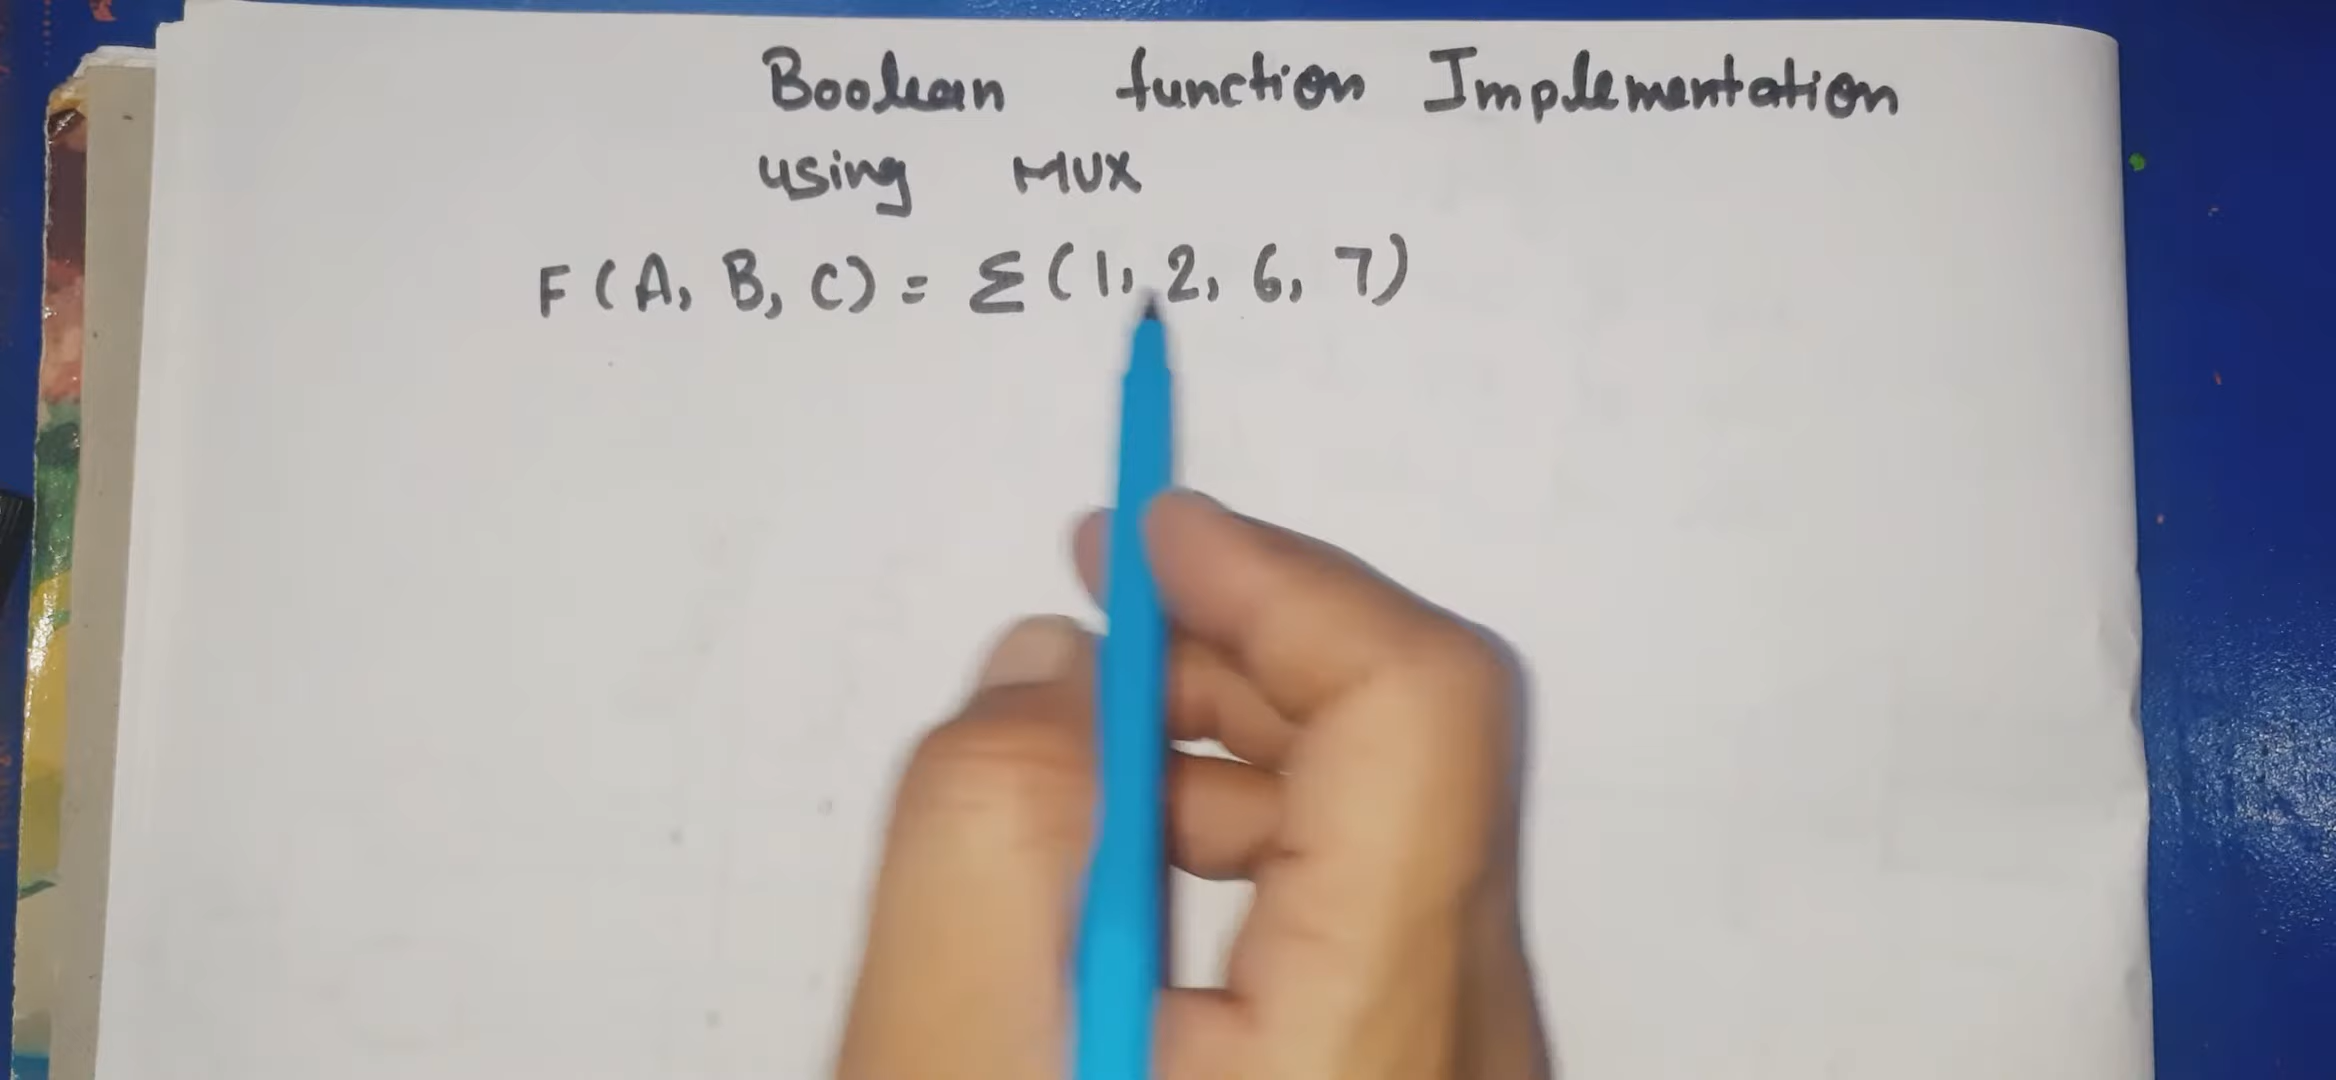 Boolean function Implementation
using MUX
F(A, B, C) = Σ(1, 2, 6, 7)